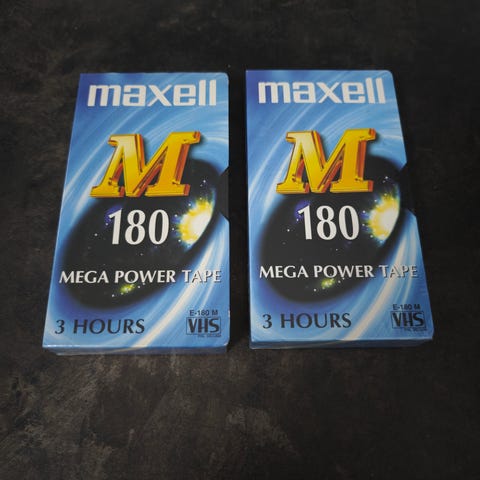 maxell
M
180
MEGA POWER TAPE
3 HOURS
E-180 M
VHS
maxell
M
180
MEGA POWER TAPE
3 HOURS
E-180 M
VHS